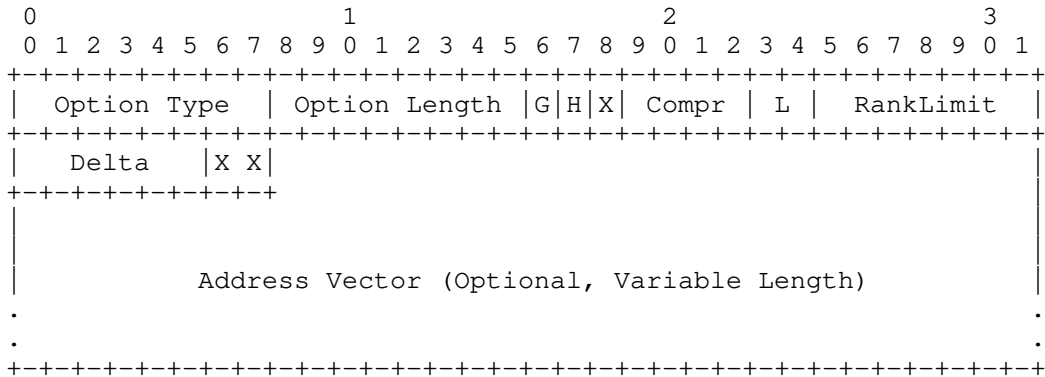 0                   1                   2                   3
 0 1 2 3 4 5 6 7 8 9 0 1 2 3 4 5 6 7 8 9 0 1 2 3 4 5 6 7 8 9 0 1
+-+-+-+-+-+-+-+-+-+-+-+-+-+-+-+-+-+-+-+-+-+-+-+-+-+-+-+-+-+-+-+-+
|  Option Type  | Option Length |G|H|X| Compr | L |  RankLimit  |
+-+-+-+-+-+-+-+-+-+-+-+-+-+-+-+-+-+-+-+-+-+-+-+-+-+-+-+-+-+-+-+-+
|   Delta   |X X|                                               |
+-+-+-+-+-+-+-+-+                                               |
|                                                               |
|                                                               |
|           Address Vector (Optional, Variable Length)          |
.                                                               .
.                                                               .
+-+-+-+-+-+-+-+-+-+-+-+-+-+-+-+-+-+-+-+-+-+-+-+-+-+-+-+-+-+-+-+-+